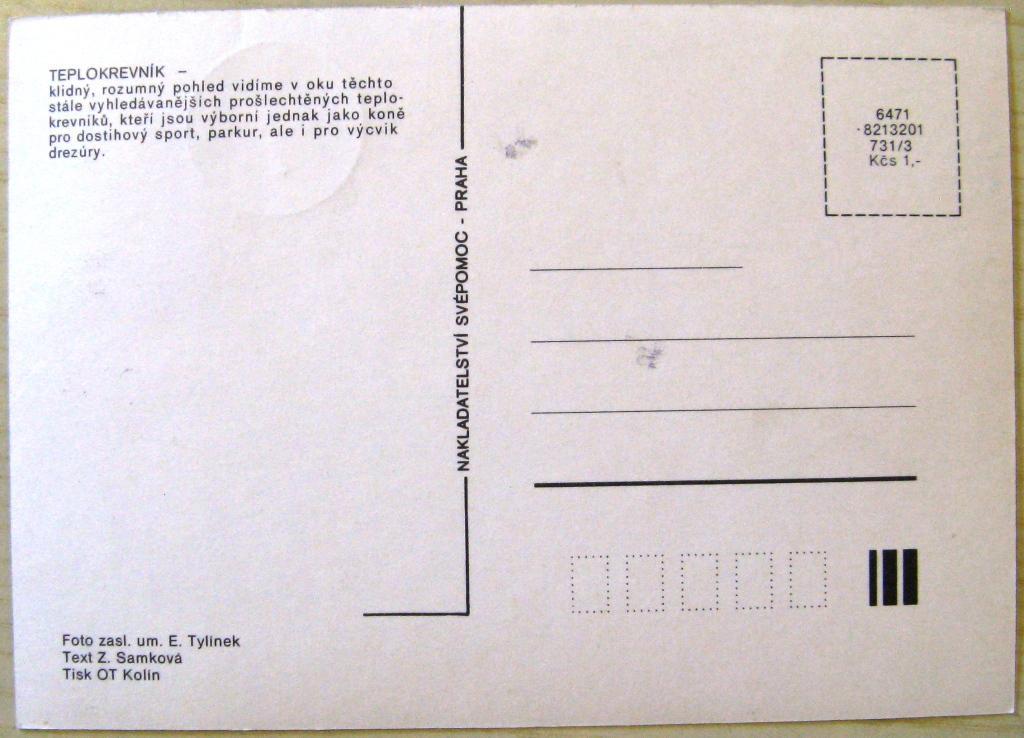 TEPLOKREVNÍK –
klidný, rozumný pohled vidíme v oku těchto
stále vyhledávanějších prošlechtěných teplo-
krevníků, kteří jsou výborní jednak jako koně
pro dostihový sport, parkur, ale i pro výcvik
drezúry.
NAKLADATELSTVÍ SVÉPOMOC - PRAHA
6471
8213201
731/3
Kčs 1,-
Foto zasl. um. E. Tylínek
Text Z. Samková
Tisk OT Kolín